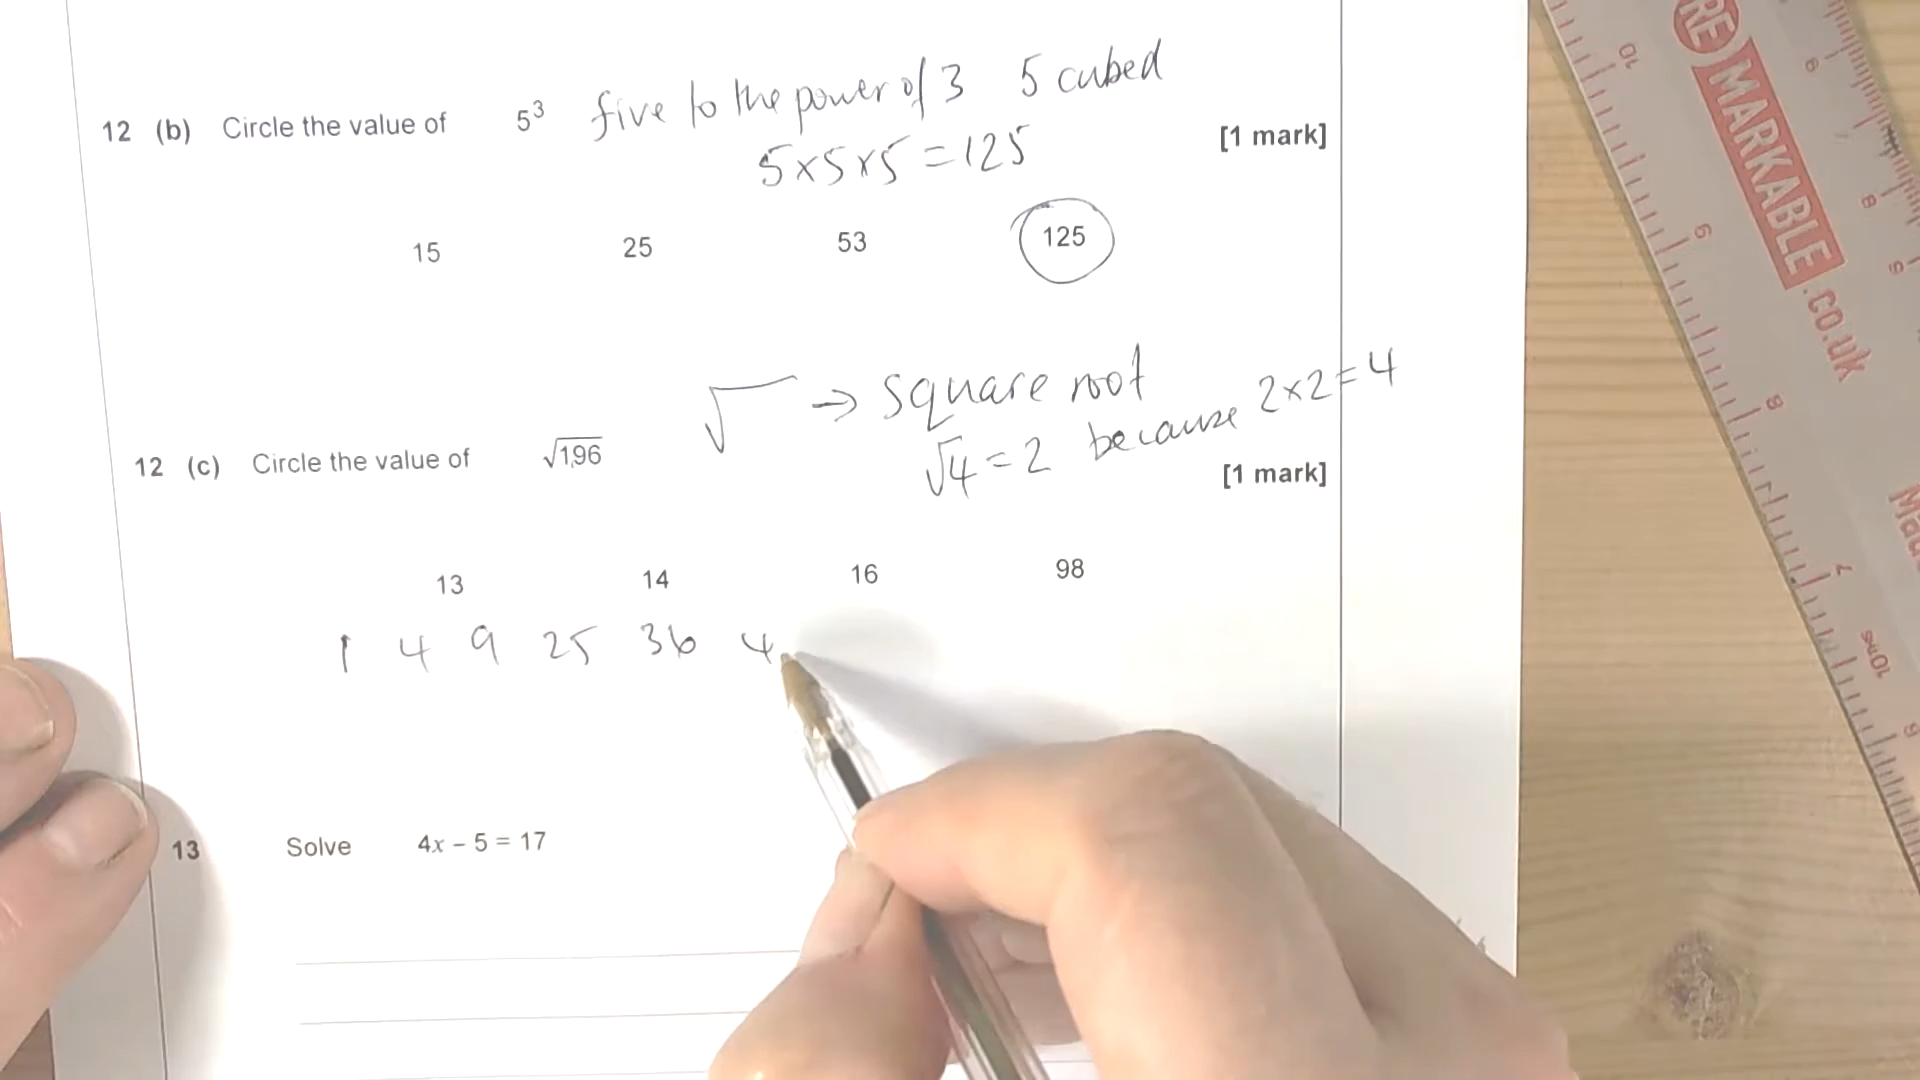 12 (b) Circle the value of 5³ five to the power of 3 5 cubed
5×5×5 = 125
[1 mark]
15 25 53 125
√ → square root
√4 = 2 because 2×2=4
12 (c) Circle the value of √196
[1 mark]
13 14 16 98
1 4 9 25 36 4
13 Solve 4x – 5 = 17
RE MARKABLE.co.uk